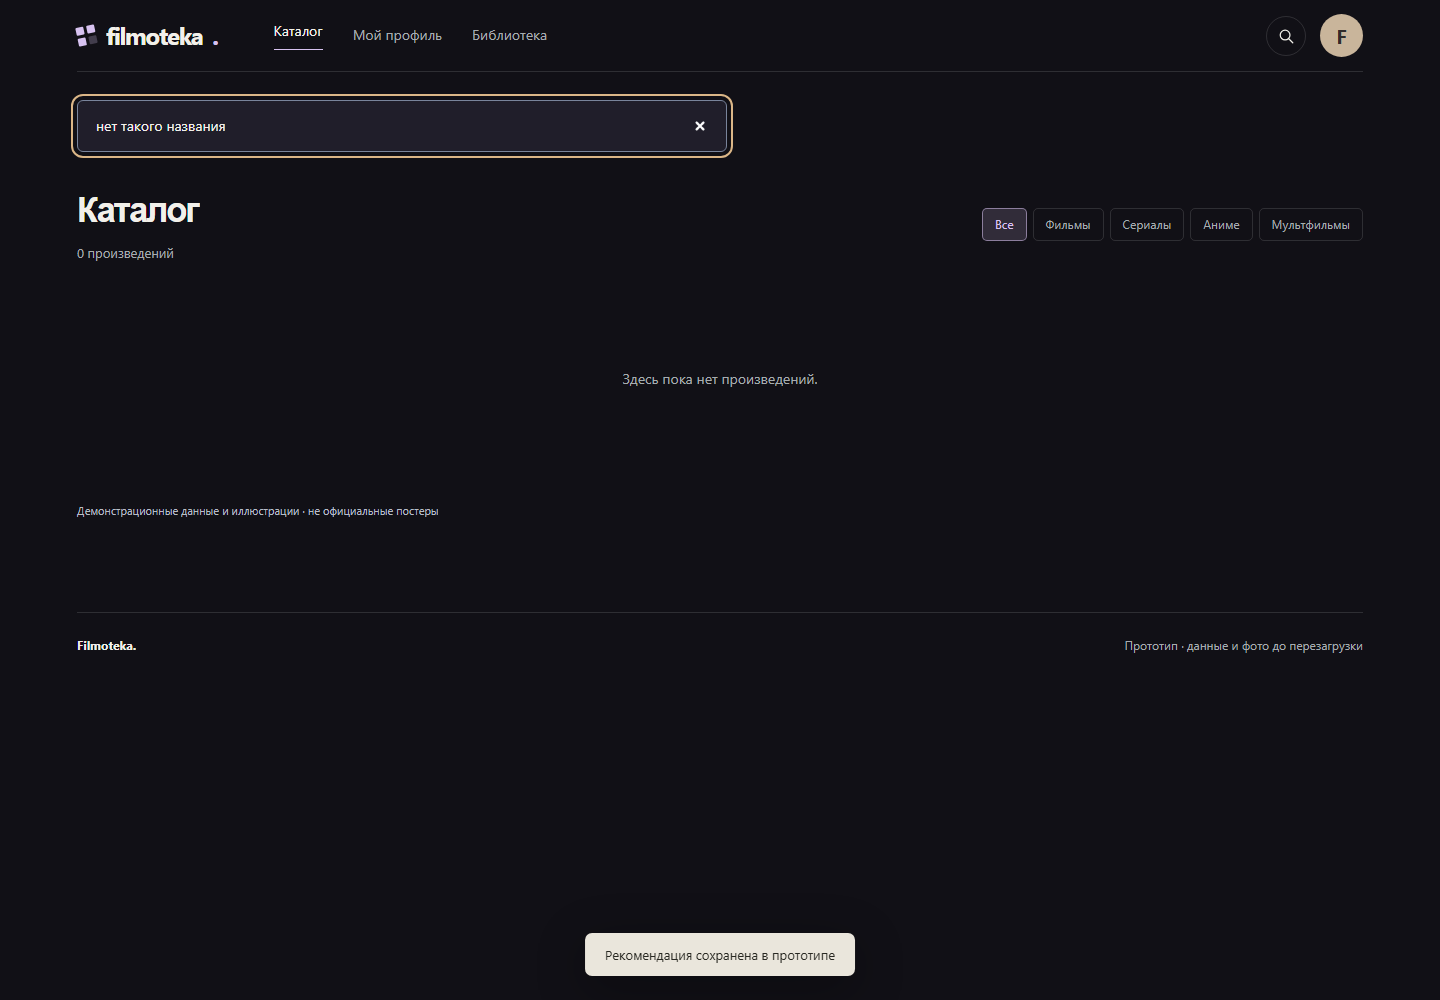 filmoteka .
Каталог
Мой профиль
Библиотека
F
нет такого названия
Каталог
0 произведений
Все
Фильмы
Сериалы
Аниме
Мультфильмы
Здесь пока нет произведений.
Демонстрационные данные и иллюстрации · не официальные постеры
Filmoteka.
Прототип · данные и фото до перезагрузки
Рекомендация сохранена в прототипе